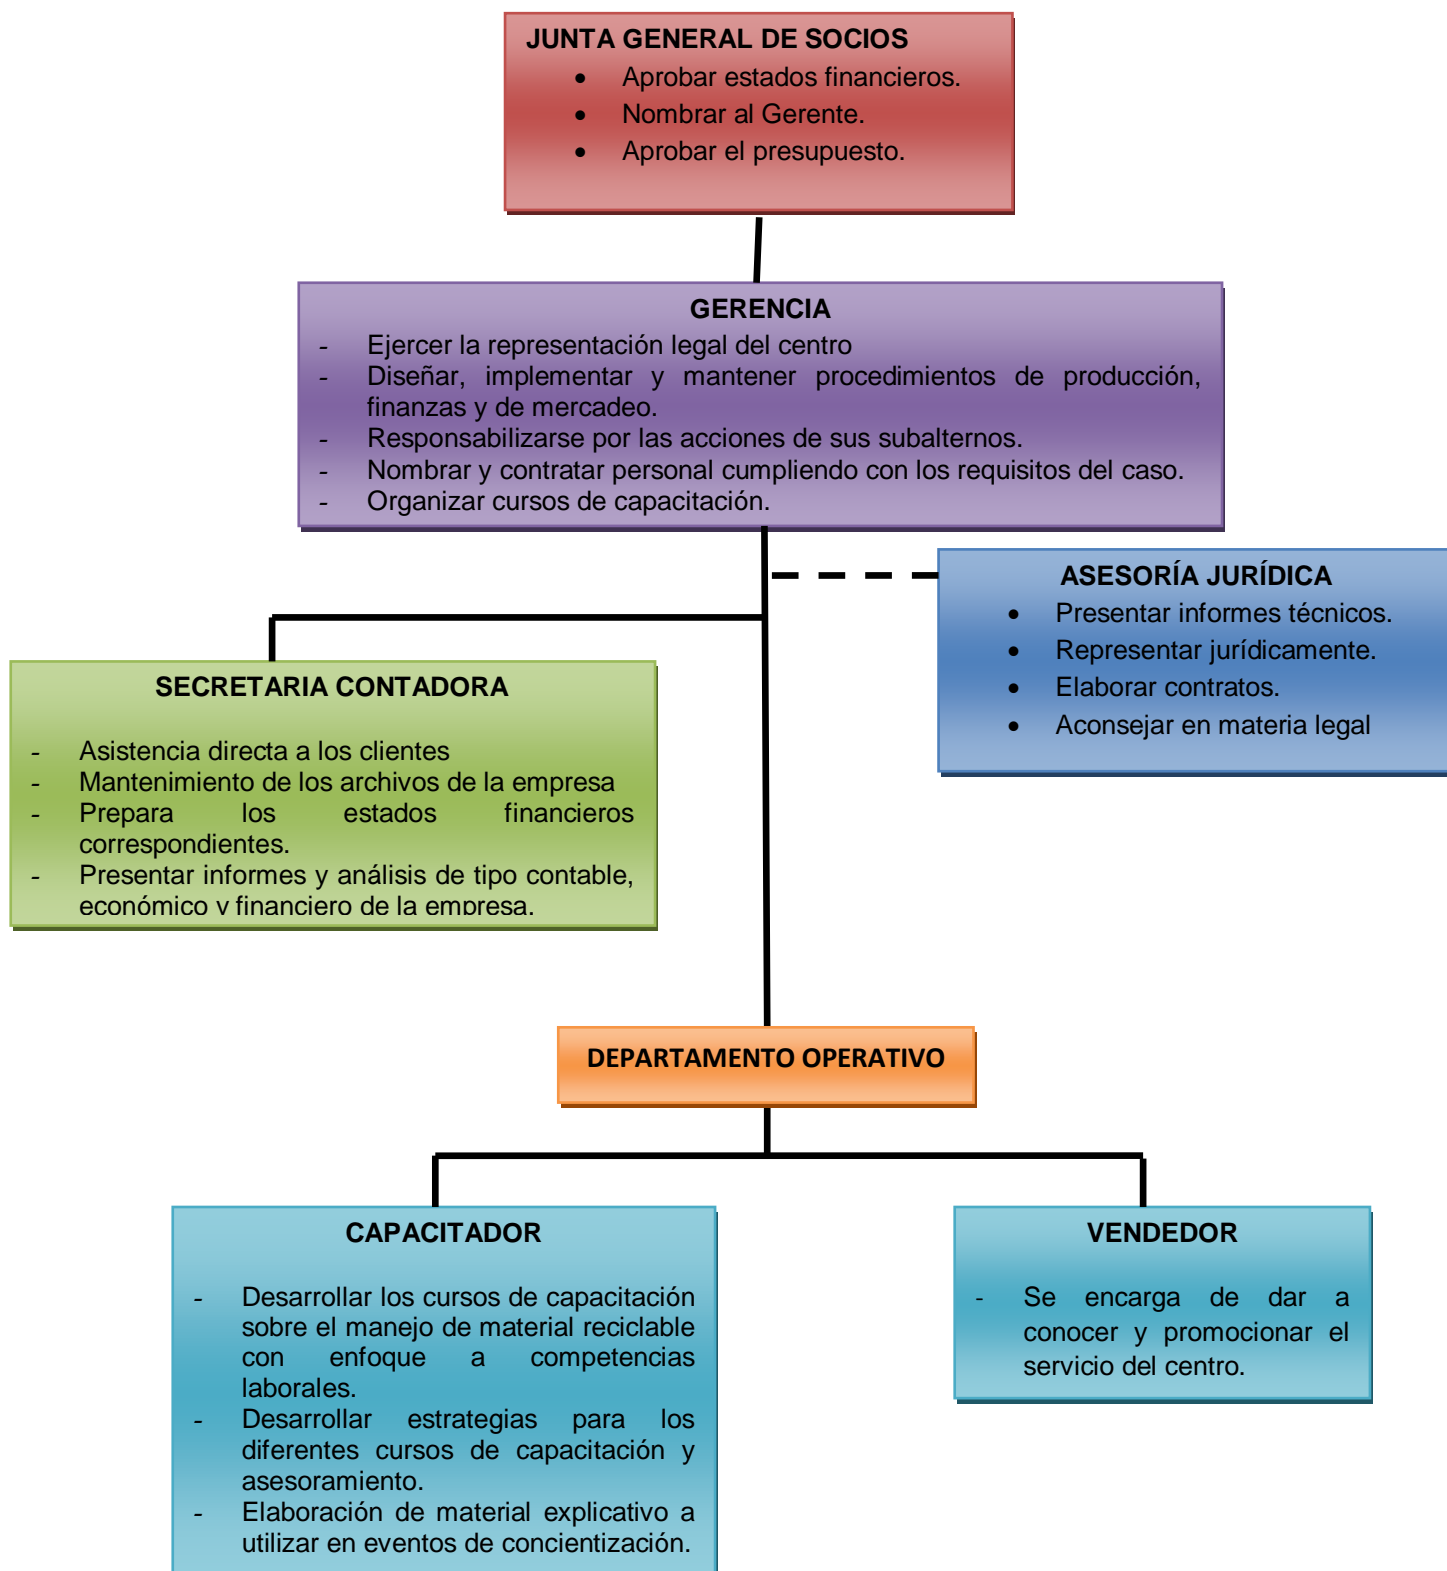 JUNTA GENERAL DE SOCIOS
• Aprobar estados financieros.
• Nombrar al Gerente.
• Aprobar el presupuesto.
GERENCIA
- Ejercer la representación legal del centro
- Diseñar, implementar y mantener procedimientos de producción,
finanzas y de mercadeo.
- Responsabilizarse por las acciones de sus subalternos.
- Nombrar y contratar personal cumpliendo con los requisitos del caso.
- Organizar cursos de capacitación.
ASESORÍA JURÍDICA
• Presentar informes técnicos.
• Representar jurídicamente.
• Elaborar contratos.
• Aconsejar en materia legal
SECRETARIA CONTADORA
- Asistencia directa a los clientes
- Mantenimiento de los archivos de la empresa
- Prepara los estados financieros
correspondientes.
- Presentar informes y análisis de tipo contable,
económico y financiero de la empresa.
DEPARTAMENTO OPERATIVO
CAPACITADOR
- Desarrollar los cursos de capacitación
sobre el manejo de material reciclable
con enfoque a competencias
laborales.
- Desarrollar estrategias para los
diferentes cursos de capacitación y
asesoramiento.
- Elaboración de material explicativo a
utilizar en eventos de concientización.
VENDEDOR
- Se encarga de dar a
conocer y promocionar el
servicio del centro.